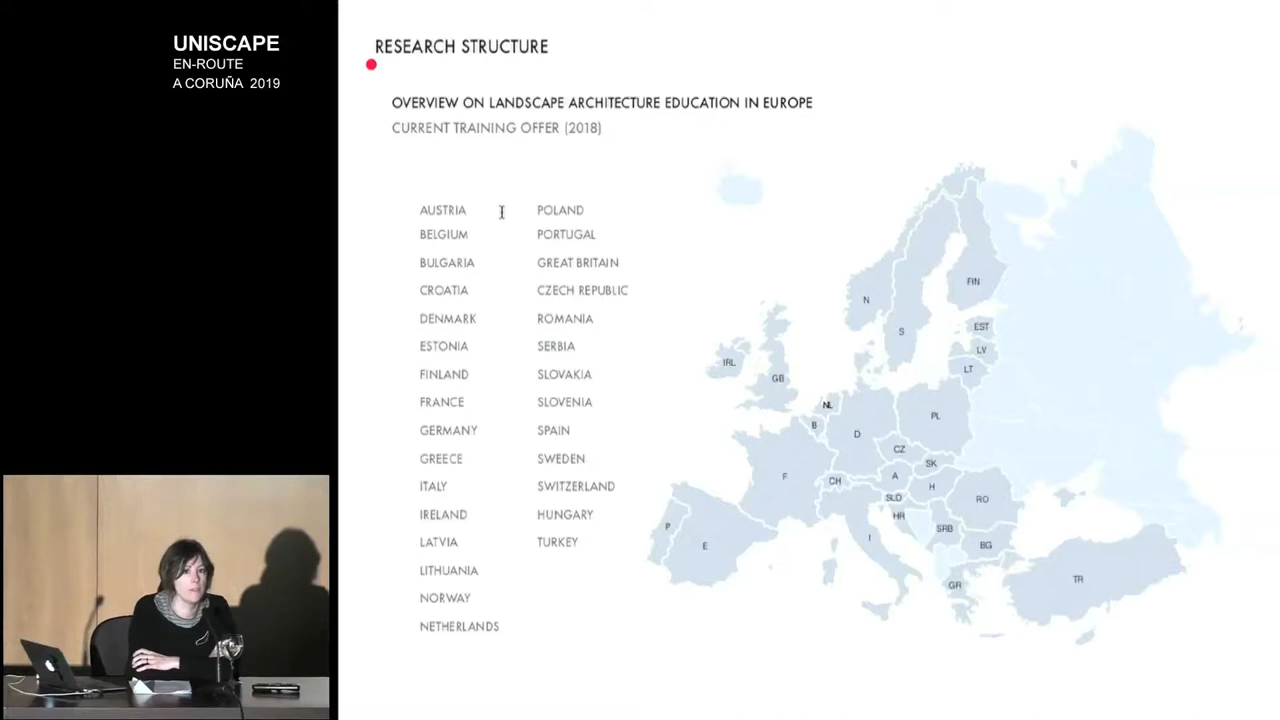 UNISCAPE
EN-ROUTE
A CORUÑA 2019
RESEARCH STRUCTURE
OVERVIEW ON LANDSCAPE ARCHITECTURE EDUCATION IN EUROPE
CURRENT TRAINING OFFER (2018)
AUSTRIA
BELGIUM
BULGARIA
CROATIA
DENMARK
ESTONIA
FINLAND
FRANCE
GERMANY
GREECE
ITALY
IRELAND
LATVIA
LITHUANIA
NORWAY
NETHERLANDS
POLAND
PORTUGAL
GREAT BRITAIN
CZECH REPUBLIC
ROMANIA
SERBIA
SLOVAKIA
SLOVENIA
SPAIN
SWEDEN
SWITZERLAND
HUNGARY
TURKEY
FIN
N
S
EST
LV
LT
IRL
GB
NL
B
D
PL
CZ
SK
F
CH
A
H
SLO
HR
RO
SRB
P
E
I
BG
GR
TR